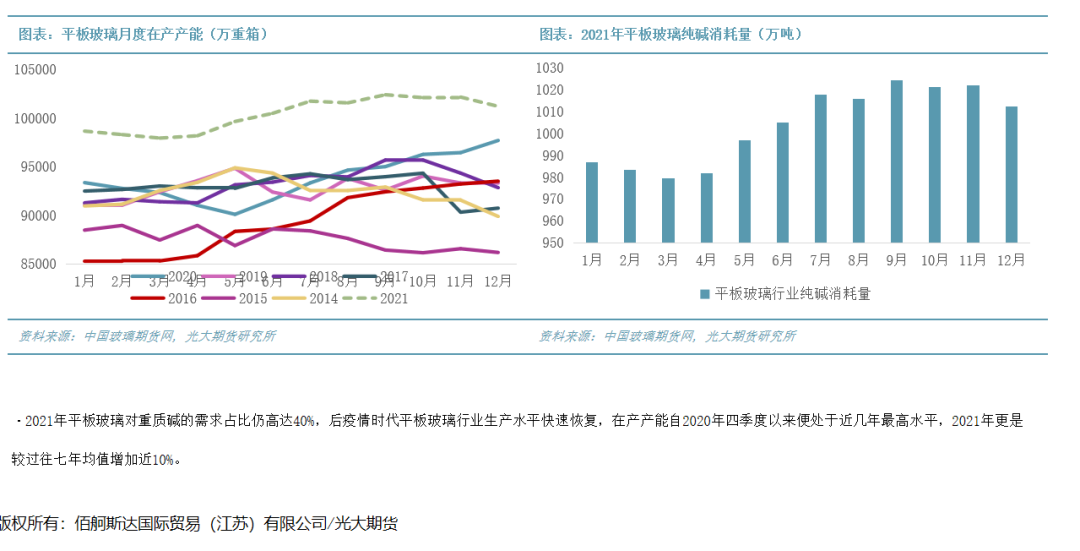 图表：平板玻璃月度在产产能（万重箱）
图表：2021年平板玻璃纯碱消耗量（万吨）
105000
100000
95000
90000
85000
1月 2月 3月 4月 5月 6月 7月 8月 9月 10月 11月 12月
2020 2019 2018 2017
2016 2015 2014 2021
1030
1020
1010
1000
990
980
970
960
950
1月 2月 3月 4月 5月 6月 7月 8月 9月 10月 11月 12月
平板玻璃行业纯碱消耗量
资料来源：中国玻璃期货网，光大期货研究所
资料来源：中国玻璃期货网，光大期货研究所
·2021年平板玻璃对重质碱的需求占比仍高达40%，后疫情时代平板玻璃行业生产水平快速恢复，在产产能自2020年四季度以来便处于近几年最高水平，2021年更是
较过往七年均值增加近10%。
版权所有：佰舸斯达国际贸易（江苏）有限公司/光大期货